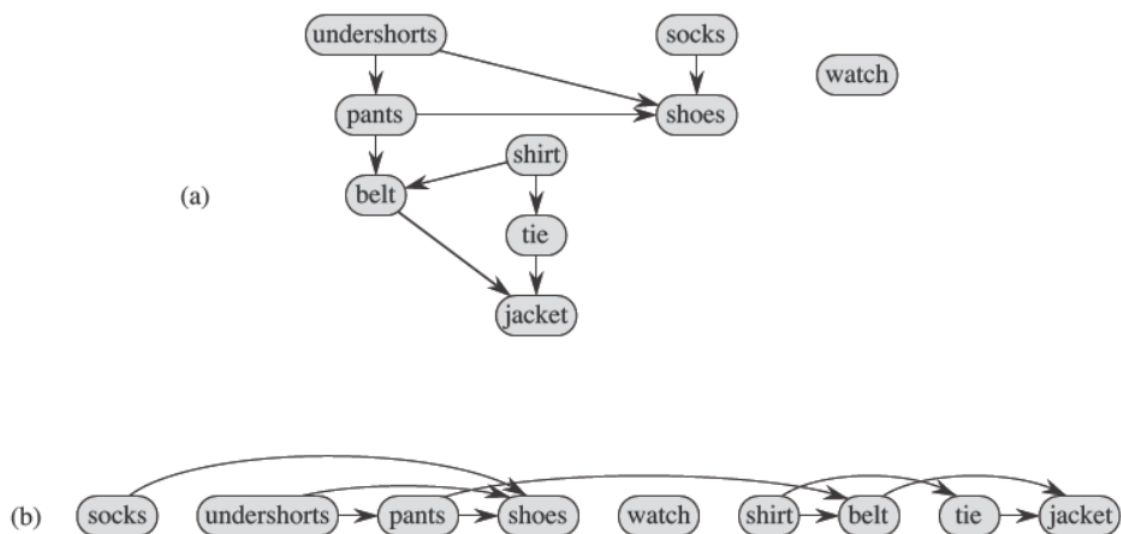 undershorts socks
watch
pants shoes
shirt
(a) belt
tie
jacket
(b) socks undershorts pants shoes watch shirt belt tie jacket